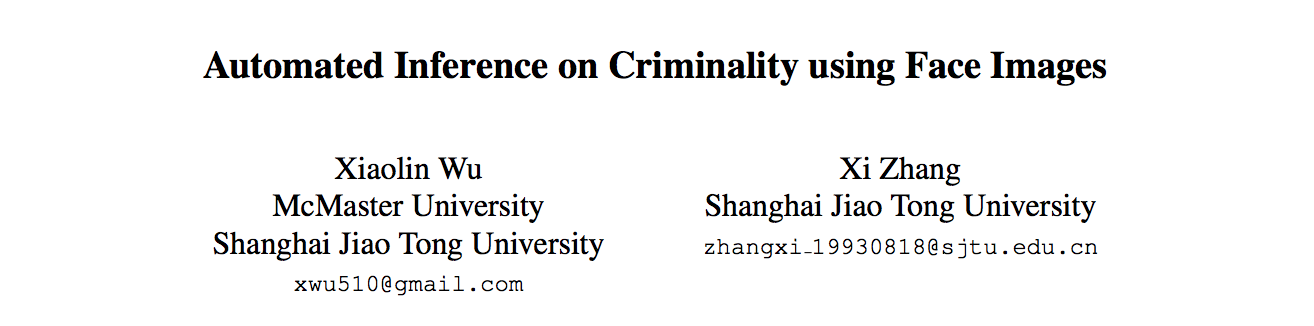 Automated Inference on Criminality using Face Images
Xiaolin Wu
McMaster University
Shanghai Jiao Tong University
xwu510@gmail.com
Xi Zhang
Shanghai Jiao Tong University
zhangxi_19930818@sjtu.edu.cn